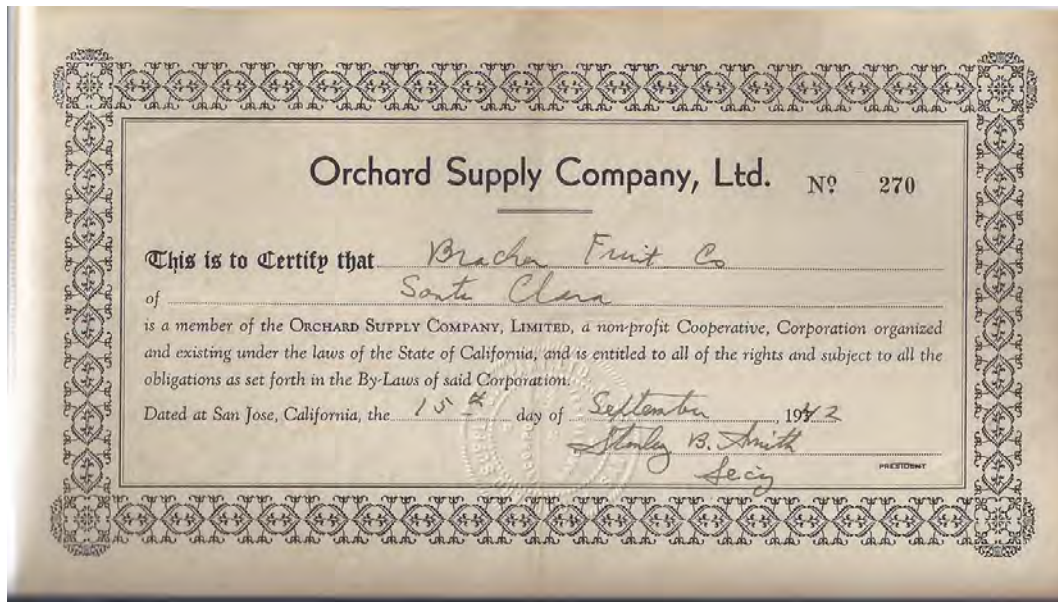 Orchard Supply Company, Ltd. Nº 270
This is to Certify that Bracher Fruit Co
of Santa Clara
is a member of the ORCHARD SUPPLY COMPANY, LIMITED, a non-profit Cooperative, Corporation organized
and existing under the laws of the State of California, and is entitled to all of the rights and subject to all the
obligations as set forth in the By-Laws of said Corporation.
Dated at San Jose, California, the 15th day of September, 1942
Stanley B. Smith
PRESIDENT
Sec'y